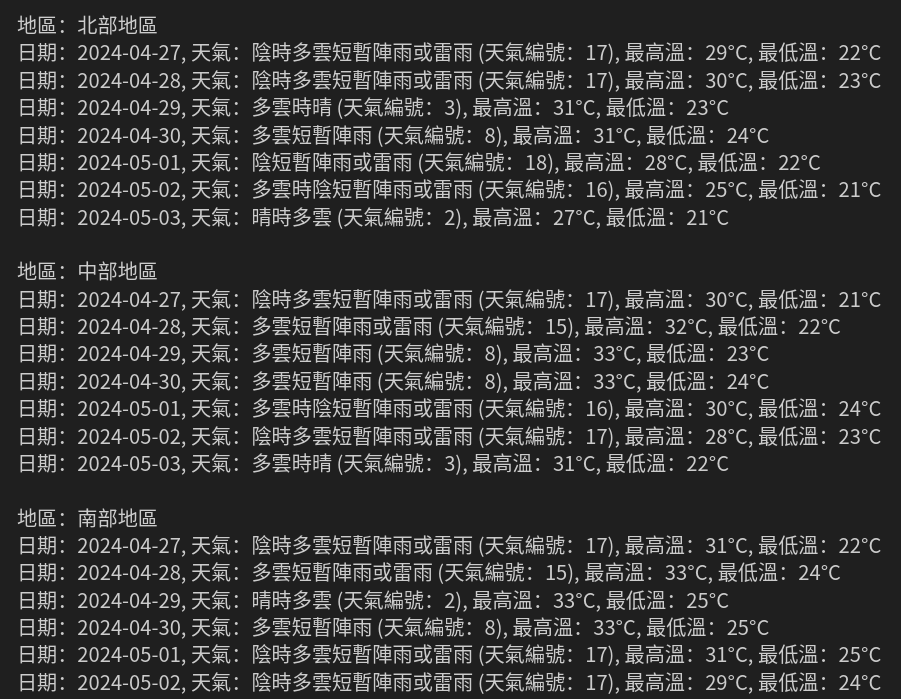 地區：北部地區
日期：2024-04-27, 天氣：陰時多雲短暫陣雨或雷雨 (天氣編號：17), 最高溫：29°C, 最低溫：22°C
日期：2024-04-28, 天氣：陰時多雲短暫陣雨或雷雨 (天氣編號：17), 最高溫：30°C, 最低溫：23°C
日期：2024-04-29, 天氣：多雲時晴 (天氣編號：3), 最高溫：31°C, 最低溫：23°C
日期：2024-04-30, 天氣：多雲短暫陣雨 (天氣編號：8), 最高溫：31°C, 最低溫：24°C
日期：2024-05-01, 天氣：陰短暫陣雨或雷雨 (天氣編號：18), 最高溫：28°C, 最低溫：22°C
日期：2024-05-02, 天氣：多雲時陰短暫陣雨或雷雨 (天氣編號：16), 最高溫：25°C, 最低溫：21°C
日期：2024-05-03, 天氣：晴時多雲 (天氣編號：2), 最高溫：27°C, 最低溫：21°C
地區：中部地區
日期：2024-04-27, 天氣：陰時多雲短暫陣雨或雷雨 (天氣編號：17), 最高溫：30°C, 最低溫：21°C
日期：2024-04-28, 天氣：多雲短暫陣雨或雷雨 (天氣編號：15), 最高溫：32°C, 最低溫：22°C
日期：2024-04-29, 天氣：多雲短暫陣雨 (天氣編號：8), 最高溫：33°C, 最低溫：23°C
日期：2024-04-30, 天氣：多雲短暫陣雨 (天氣編號：8), 最高溫：33°C, 最低溫：24°C
日期：2024-05-01, 天氣：多雲時陰短暫陣雨或雷雨 (天氣編號：16), 最高溫：30°C, 最低溫：24°C
日期：2024-05-02, 天氣：陰時多雲短暫陣雨或雷雨 (天氣編號：17), 最高溫：28°C, 最低溫：23°C
日期：2024-05-03, 天氣：多雲時晴 (天氣編號：3), 最高溫：31°C, 最低溫：22°C
地區：南部地區
日期：2024-04-27, 天氣：陰時多雲短暫陣雨或雷雨 (天氣編號：17), 最高溫：31°C, 最低溫：22°C
日期：2024-04-28, 天氣：多雲短暫陣雨或雷雨 (天氣編號：15), 最高溫：33°C, 最低溫：24°C
日期：2024-04-29, 天氣：晴時多雲 (天氣編號：2), 最高溫：33°C, 最低溫：25°C
日期：2024-04-30, 天氣：多雲短暫陣雨 (天氣編號：8), 最高溫：33°C, 最低溫：25°C
日期：2024-05-01, 天氣：陰時多雲短暫陣雨或雷雨 (天氣編號：17), 最高溫：31°C, 最低溫：25°C
日期：2024-05-02, 天氣：陰時多雲短暫陣雨或雷雨 (天氣編號：17), 最高溫：29°C, 最低溫：24°C